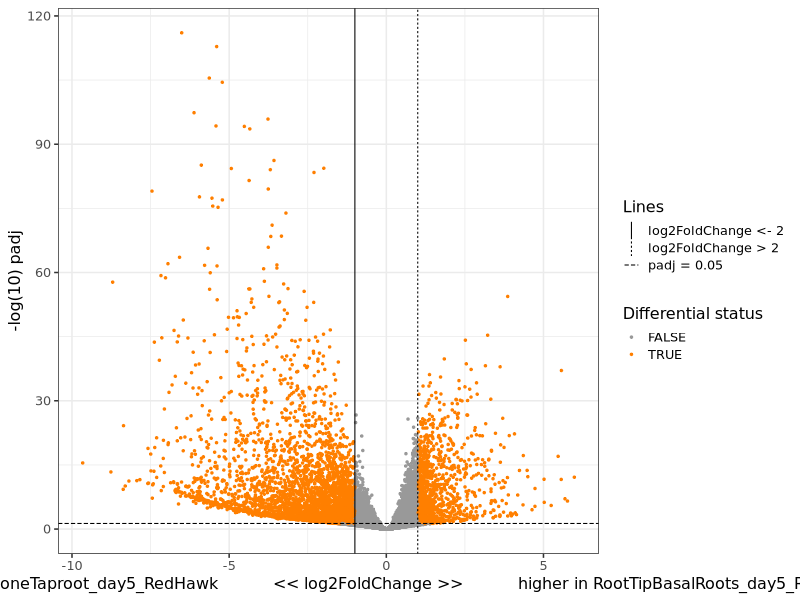 120
90
60
30
0
-log(10) padj
-10
-5
0
5
oneTaproot_day5_RedHawk << log2FoldChange >> higher in RootTipBasalRoots_day5_R
Lines
log2FoldChange <- 2
log2FoldChange > 2
padj = 0.05
Differential status
FALSE
TRUE